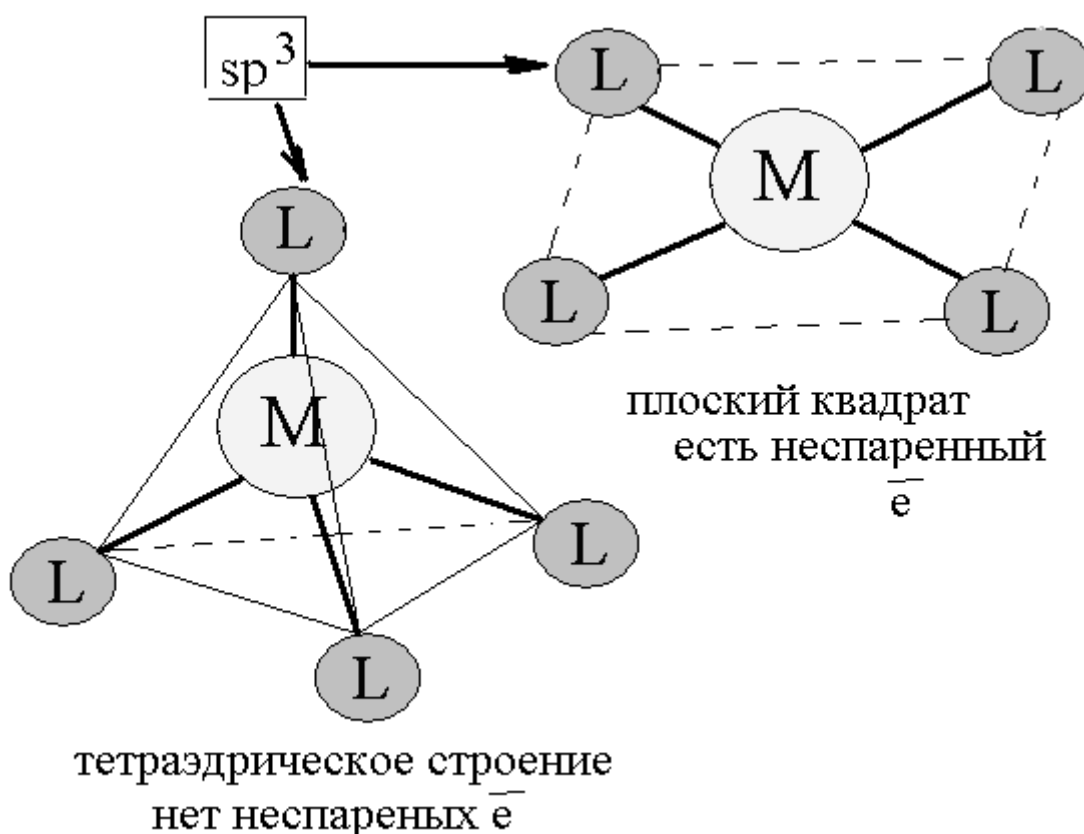 sp³
L
L
L
M
L
L
L
M
L
L
плоский квадрат
есть неспаренный
e⁻
тетраэдрическое строение
нет неспареных e⁻